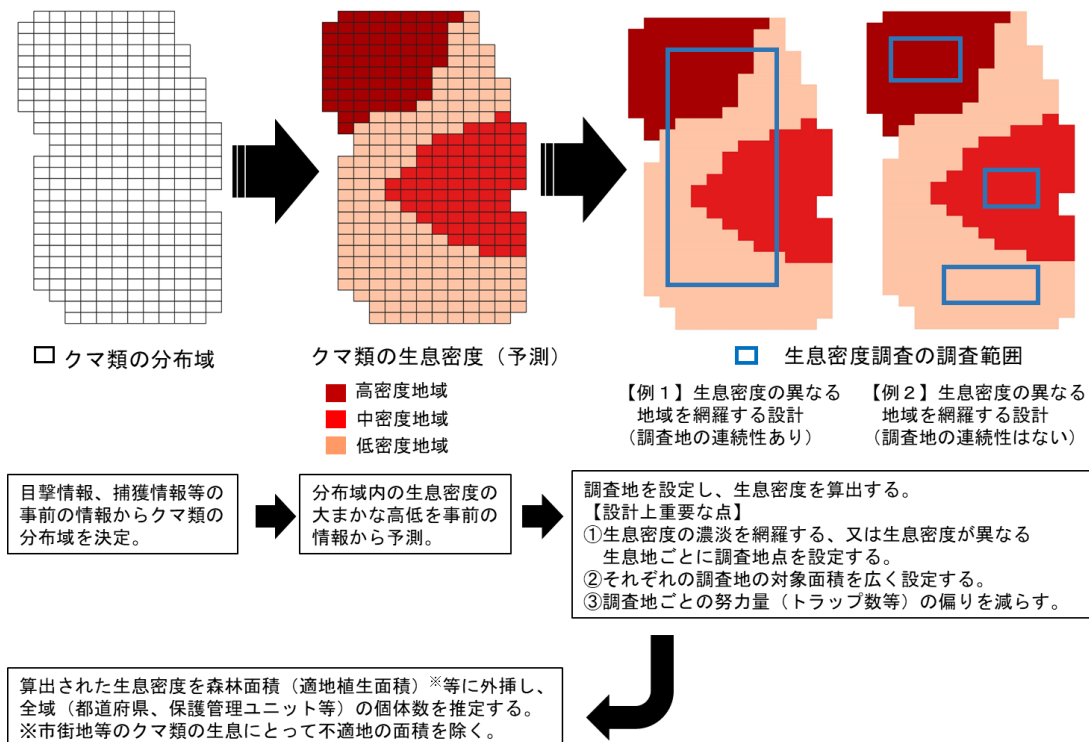 クマ類の分布域
クマ類の生息密度（予測）
高密度地域
中密度地域
低密度地域
生息密度調査の調査範囲
【例１】生息密度の異なる
地域を網羅する設計
（調査地の連続性あり）
【例２】生息密度の異なる
地域を網羅する設計
（調査地の連続性はない）
目撃情報、捕獲情報等の
事前の情報からクマ類の
分布域を決定。
分布域内の生息密度の
大まかな高低を事前の
情報から予測。
調査地を設定し、生息密度を算出する。
【設計上重要な点】
①生息密度の濃淡を網羅する、又は生息密度が異なる
生息地ごとに調査地点を設定する。
②それぞれの調査地の対象面積を広く設定する。
③調査地ごとの努力量（トラップ数等）の偏りを減らす。
算出された生息密度を森林面積（適地植生面積）※等に外挿し、
全域（都道府県、保護管理ユニット等）の個体数を推定する。
※市街地等のクマ類の生息にとって不適地の面積を除く。